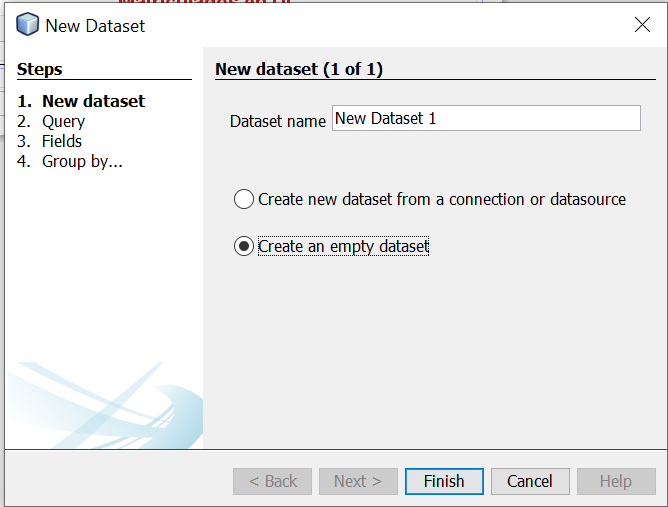 New Dataset
Steps
1. New dataset
2. Query
3. Fields
4. Group by...
New dataset (1 of 1)
Dataset name New Dataset 1
Create new dataset from a connection or datasource
Create an empty dataset
< Back Next > Finish Cancel Help